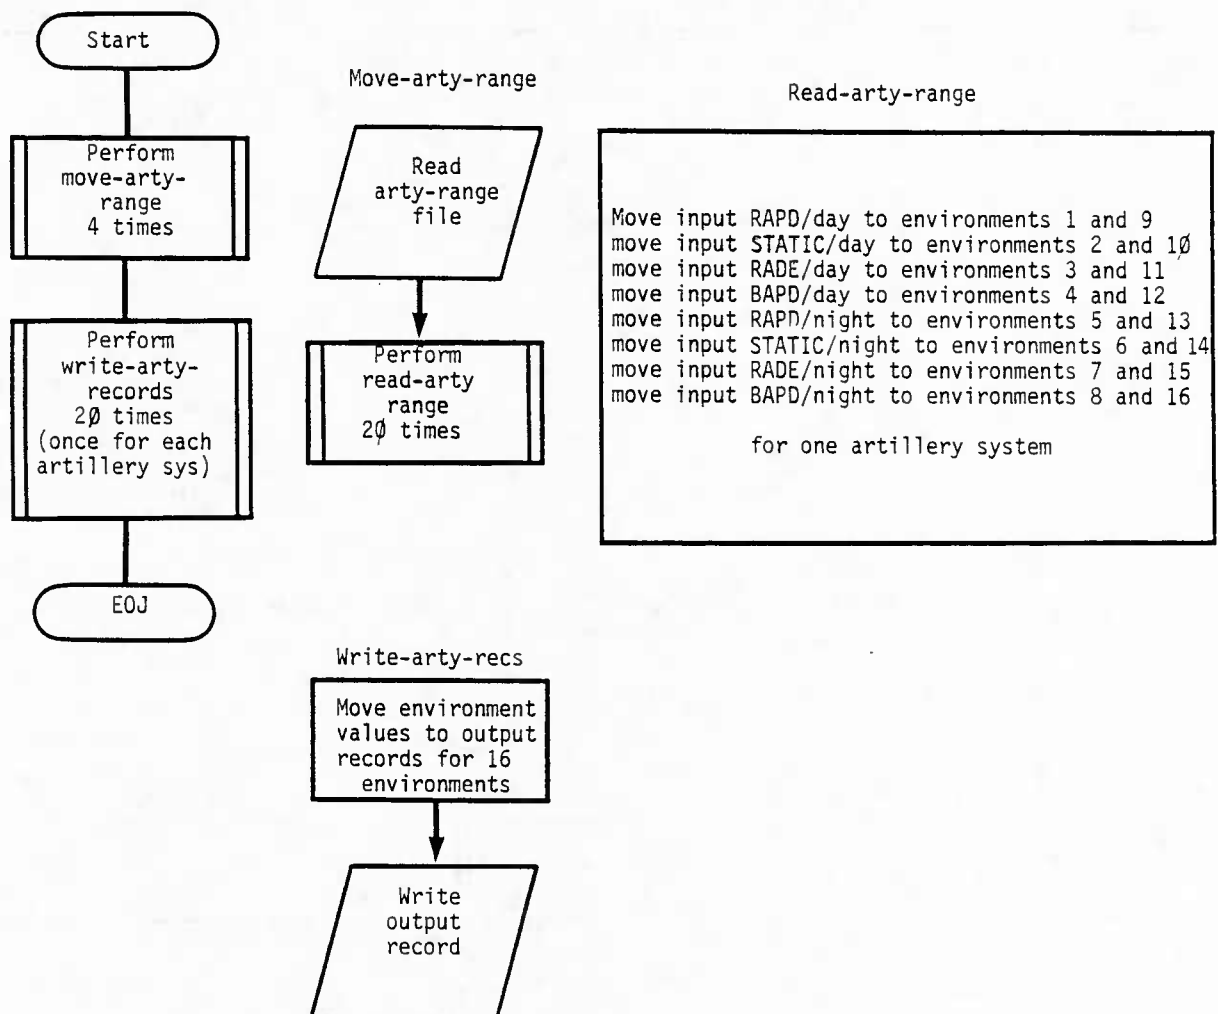 Start
Perform
move-arty-
range
4 times
Perform
write-arty-
records
2Ø times
(once for each
artillery sys)
EOJ
Move-arty-range
Read
arty-range
file
Perform
read-arty
range
2Ø times
Read-arty-range
Move input RAPD/day to environments 1 and 9
move input STATIC/day to environments 2 and 1Ø
move input RADE/day to environments 3 and 11
move input BAPD/day to environments 4 and 12
move input RAPD/night to environments 5 and 13
move input STATIC/night to environments 6 and 14
move input RADE/night to environments 7 and 15
move input BAPD/night to environments 8 and 16
for one artillery system
Write-arty-recs
Move environment
values to output
records for 16
environments
Write
output
record